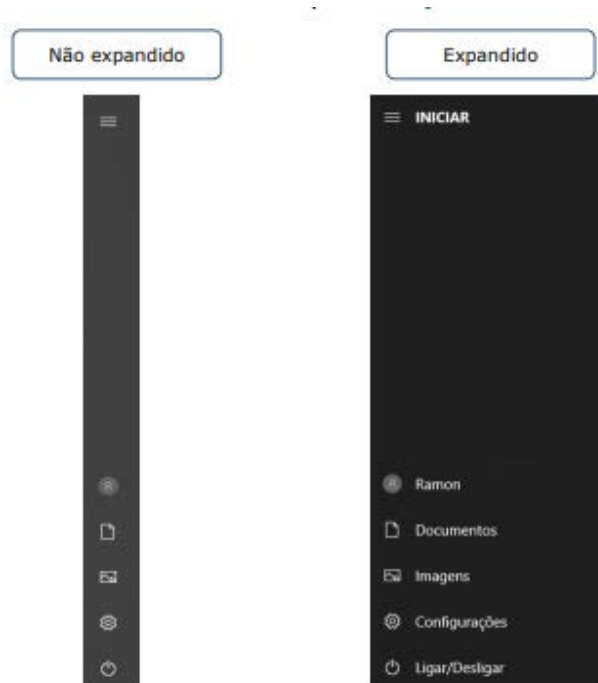 Não expandido
Expandido
INICIAR
Ramon
Documentos
Imagens
Configurações
Ligar/Desligar